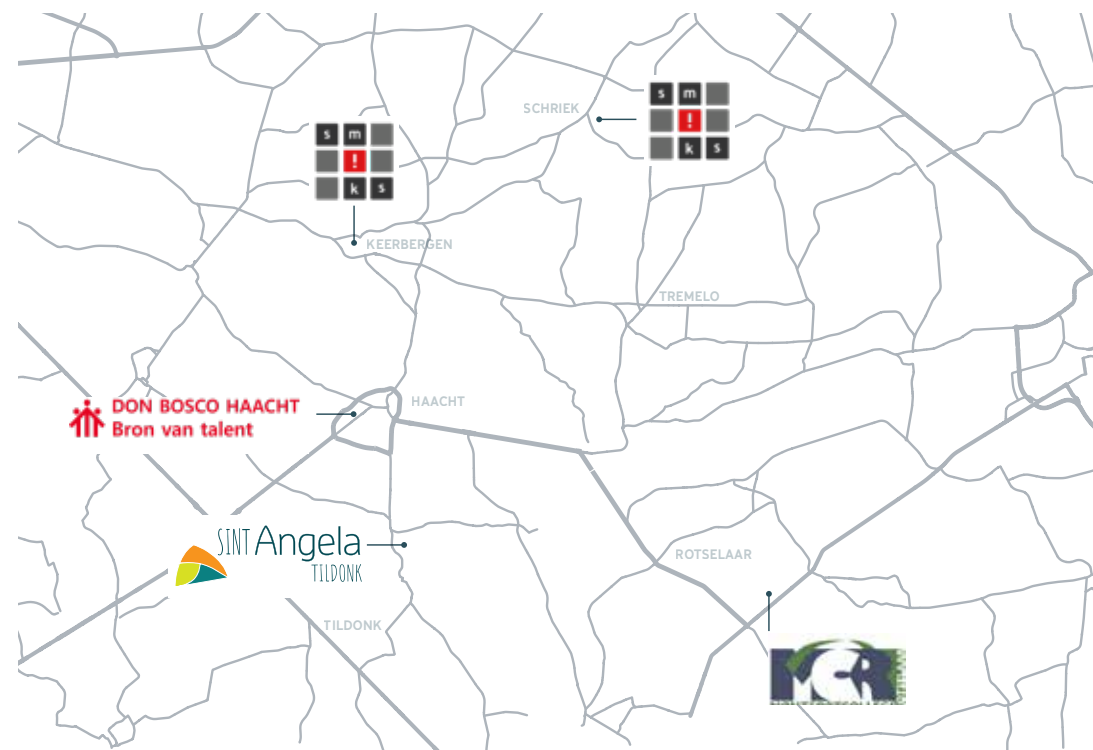 SCHRIEK
s m
!
k s
s m
!
k s
KEERBERGEN
TREMELO
DON BOSCO HAACHT
Bron van talent
HAACHT
SINT Angela
TILDONK
ROTSELAAR
TILDONK
MCR